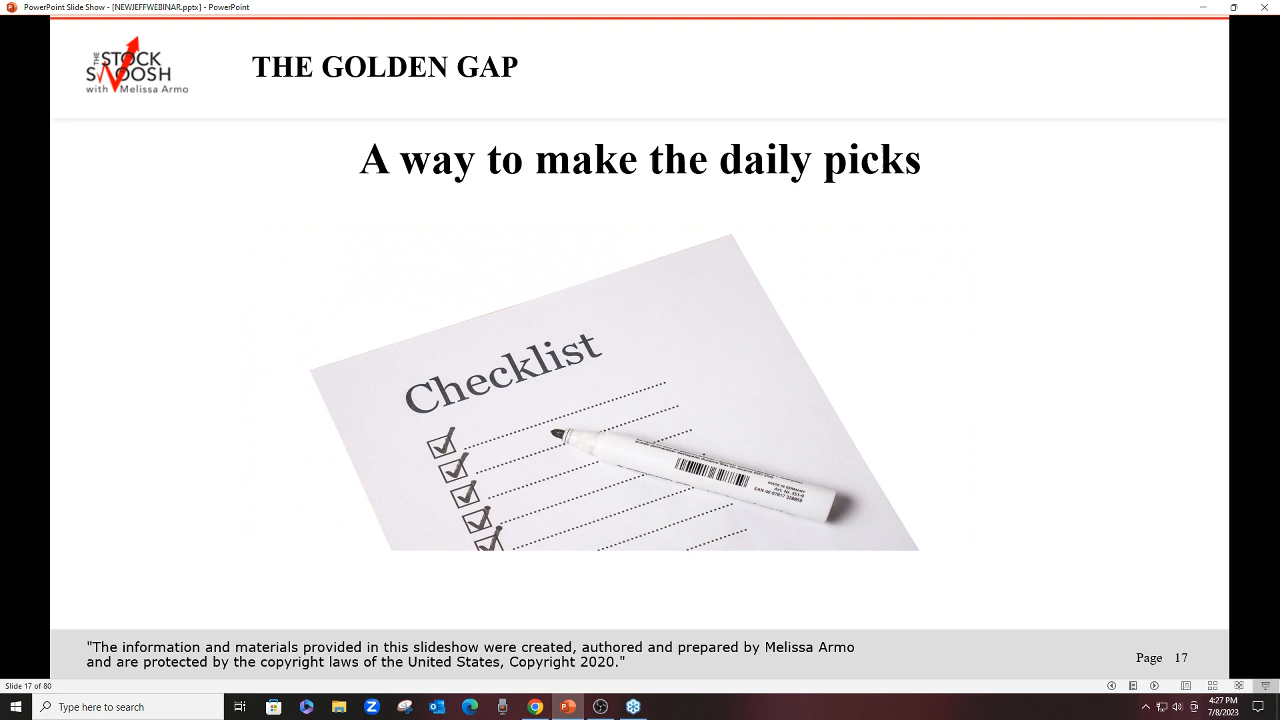 PowerPoint Slide Show - [NEWJEFFWEBINAR.pptx] - PowerPoint
THE
STOCK
SWOOSH
with Melissa Armo
THE GOLDEN GAP
A way to make the daily picks
Checklist
MADE IN GERMANY
"The information and materials provided in this slideshow were created, authored and prepared by Melissa Armo
and are protected by the copyright laws of the United States, Copyright 2020."
Page 17
Slide 17 of 80
Type here to search
4:27 PM
7/8/2023